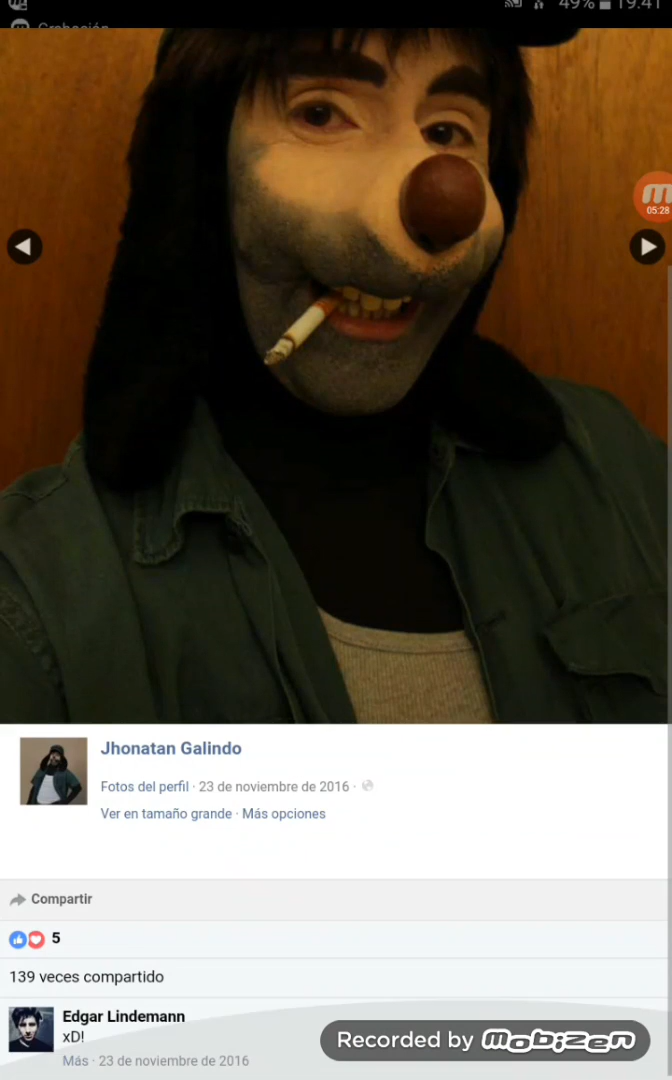 49% 19:41
Grabación
05:28
Jhonatan Galindo
Fotos del perfil · 23 de noviembre de 2016 ·
Ver en tamaño grande · Más opciones
Compartir
5
139 veces compartido
Edgar Lindemann
xD!
Más · 23 de noviembre de 2016
Recorded by mobizen